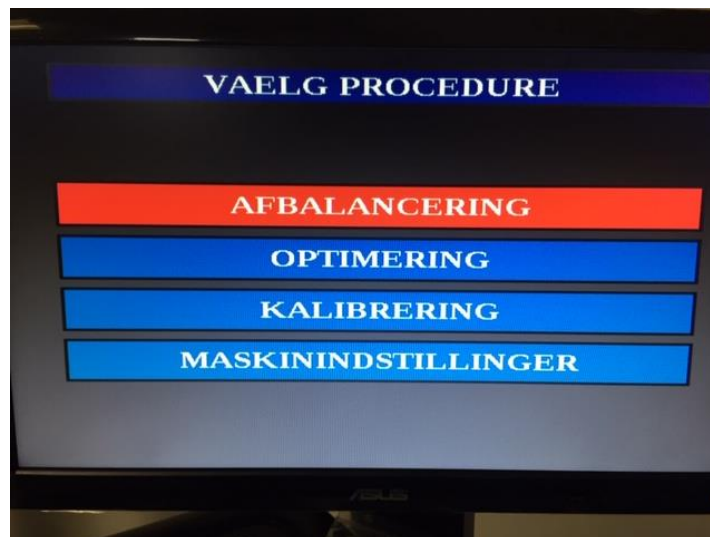 VAELG PROCEDURE
AFBALANCERING
OPTIMERING
KALIBRERING
MASKININDSTILLINGER
ASUS